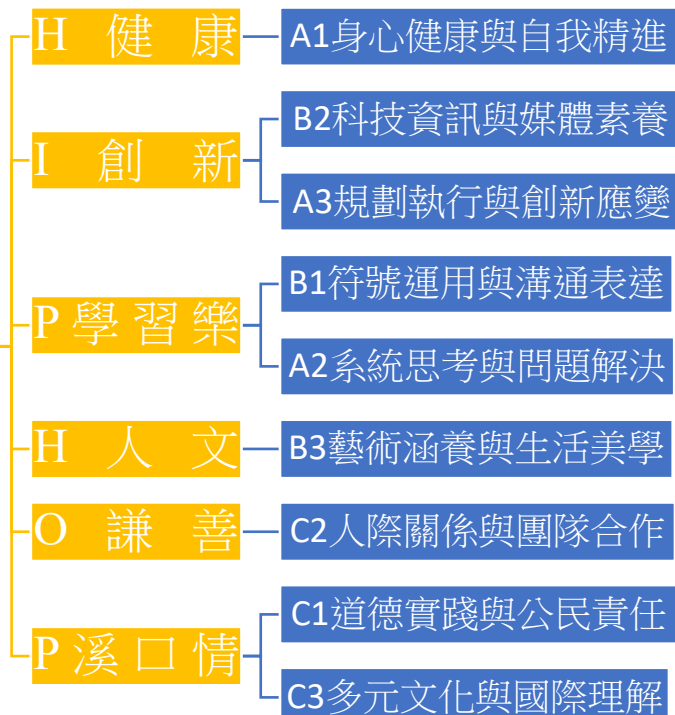 H 健 康
A1身心健康與自我精進
I 創 新
B2科技資訊與媒體素養
A3規劃執行與創新應變
P 學 習 樂
B1符號運用與溝通表達
A2系統思考與問題解決
H 人 文
B3藝術涵養與生活美學
O 謙 善
C2人際關係與團隊合作
P 溪 口 情
C1道德實踐與公民責任
C3多元文化與國際理解